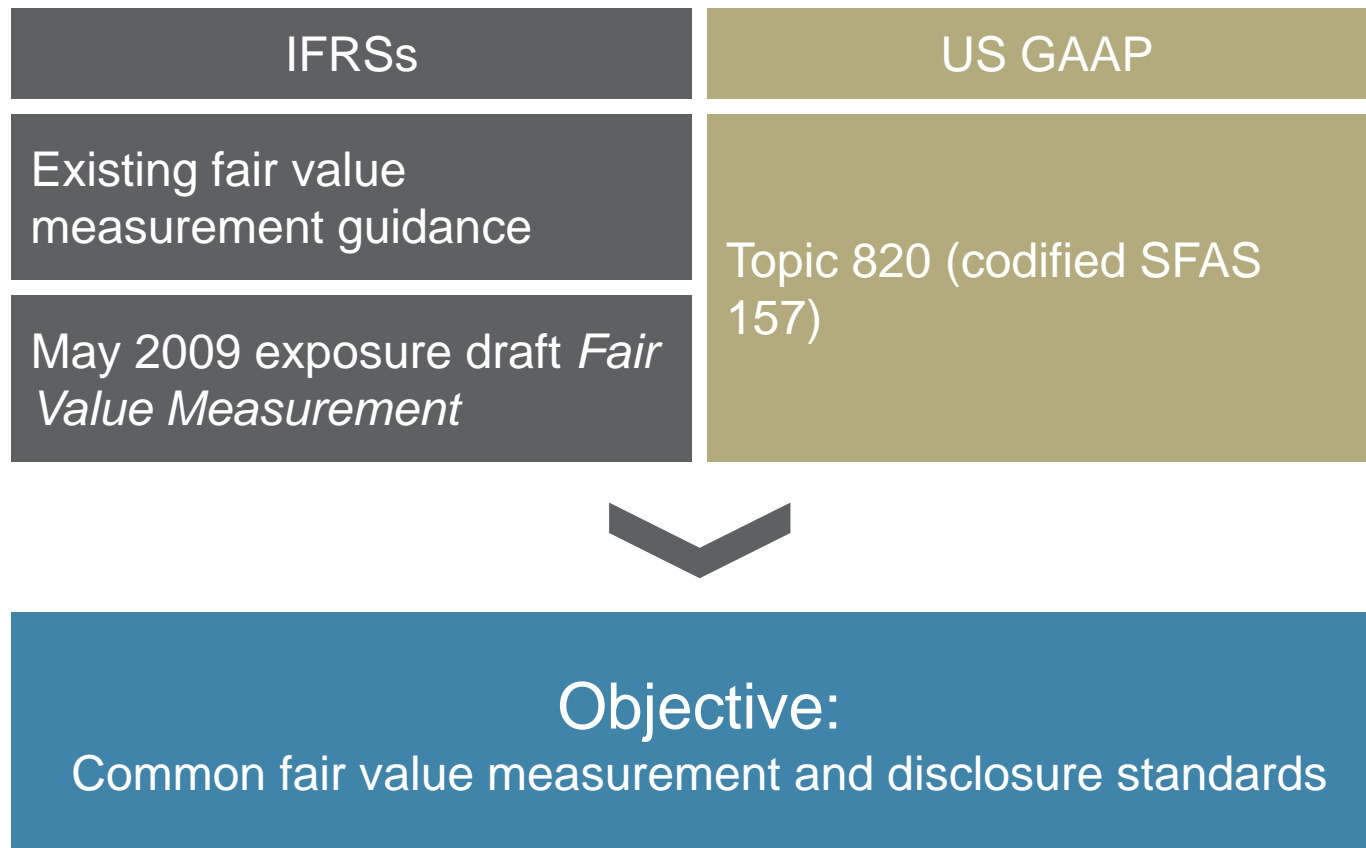 IFRSs
US GAAP
Existing fair value
measurement guidance
Topic 820 (codified SFAS
157)
May 2009 exposure draft Fair
Value Measurement
Objective:
Common fair value measurement and disclosure standards